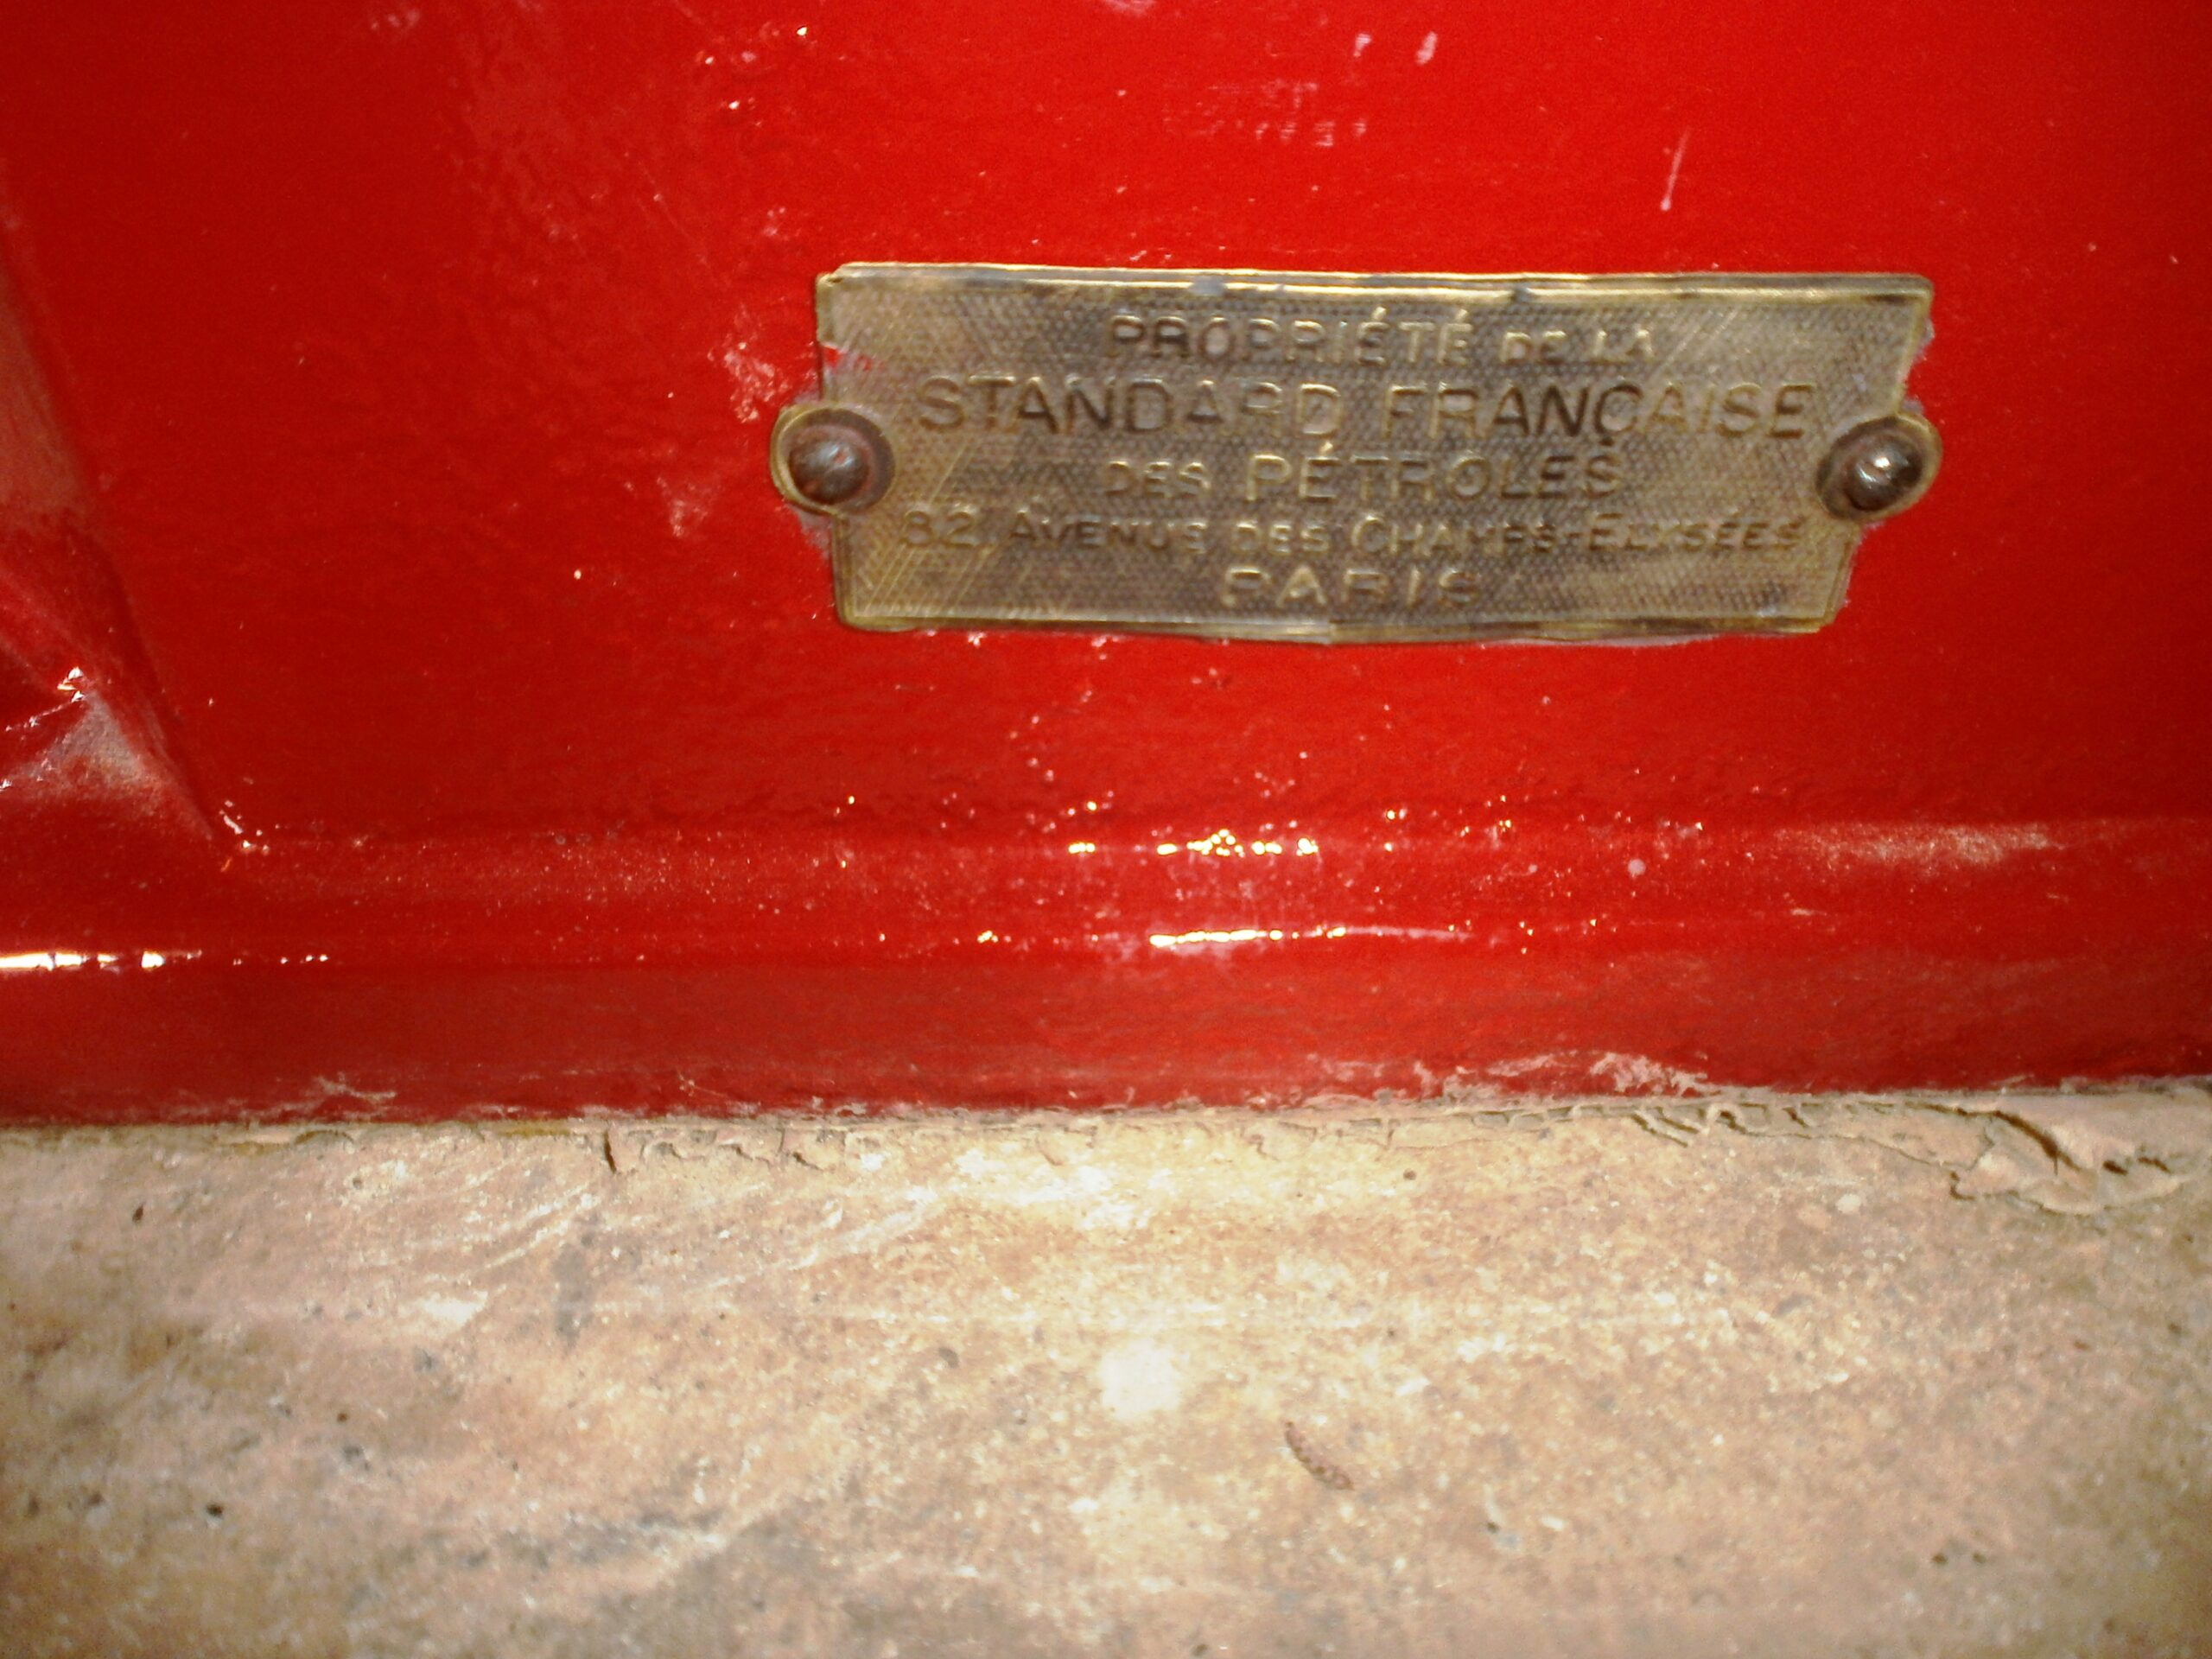 PROPRIÉTÉ DE LA
STANDARD FRANÇAISE
DES PÉTROLES
82 AVENUE DES CHAMPS-ELYSÉES
PARIS